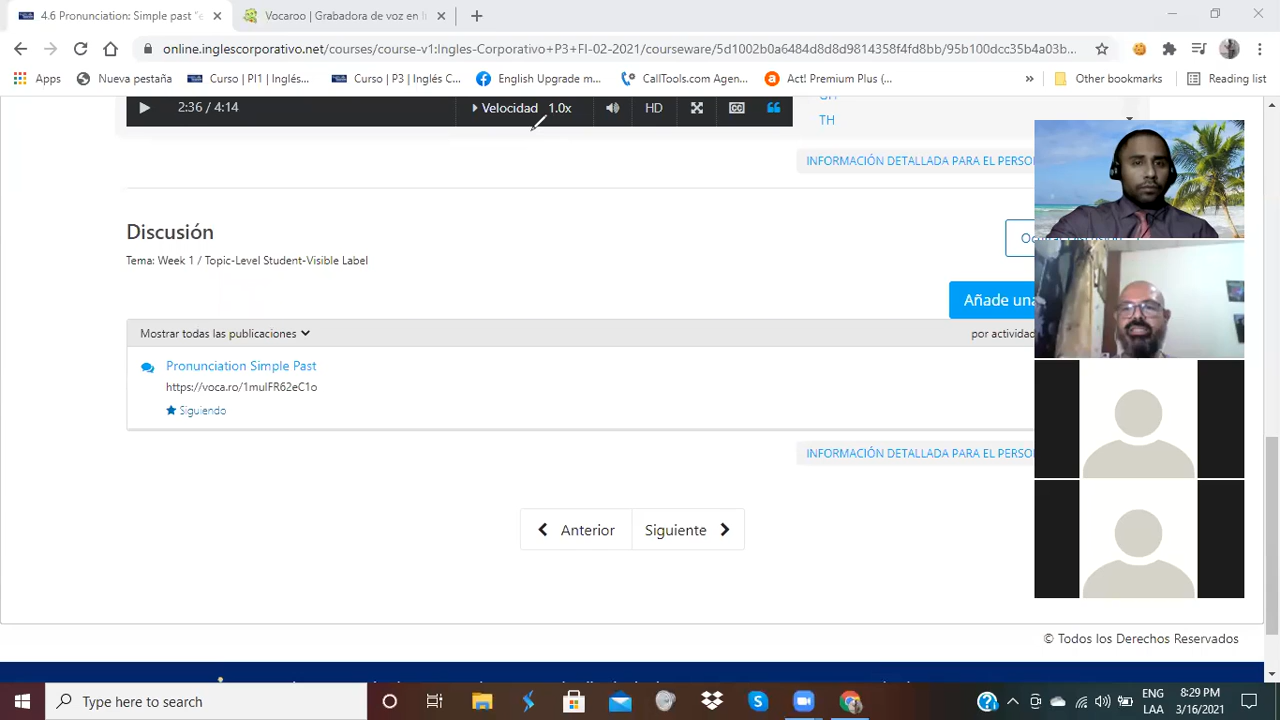 4.6 Pronunciation: Simple past "e
Vocaroo | Grabadora de voz en lí
online.inglescorporativo.net/courses/course-v1:Ingles-Corporativo+P3+FI-02-2021/courseware/5d1002b0a6484d8d8d9814358f4fd8bb/95b100dcc35b4a03b...
Apps
Nueva pestaña
Curso | PI1 | Inglés...
Curso | P3 | Inglés C...
English Upgrade m...
CallTools.com Agen...
Act! Premium Plus (...
»
Other bookmarks
Reading list
2:36 / 4:14
Velocidad 1.0x
HD
TH
INFORMACIÓN DETALLADA PARA EL PERSO
Discusión
Tema: Week 1 / Topic-Level Student-Visible Label
Añade una
Mostrar todas las publicaciones
por actividad
Pronunciation Simple Past
https://voca.ro/1muIFR62eC1o
Siguiendo
INFORMACIÓN DETALLADA PARA EL PERSO
Anterior
Siguiente
© Todos los Derechos Reservados
Type here to search
ENG
LAA
8:29 PM
3/16/2021